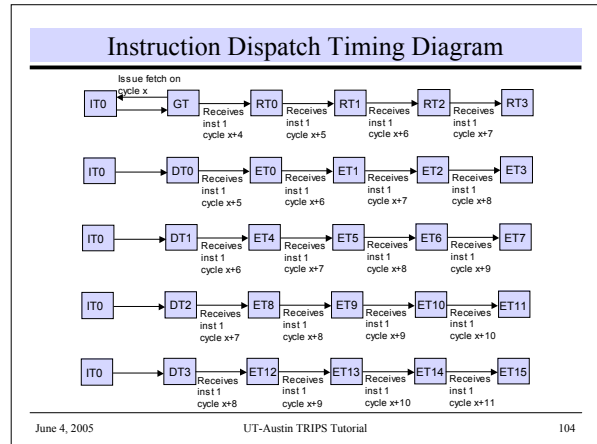 Instruction Dispatch Timing Diagram
Issue fetch on
cycle x
IT0 GT RT0 RT1 RT2 RT3
Receives Receives Receives Receives
inst 1 inst 1 inst 1 inst 1
cycle x+4 cycle x+5 cycle x+6 cycle x+7
IT0 DT0 ET0 ET1 ET2 ET3
Receives Receives Receives Receives
inst 1 inst 1 inst 1 inst 1
cycle x+5 cycle x+6 cycle x+7 cycle x+8
IT0 DT1 ET4 ET5 ET6 ET7
Receives Receives Receives Receives
inst 1 inst 1 inst 1 inst 1
cycle x+6 cycle x+7 cycle x+8 cycle x+9
IT0 DT2 ET8 ET9 ET10 ET11
Receives Receives Receives Receives
inst 1 inst 1 inst 1 inst 1
cycle x+7 cycle x+8 cycle x+9 cycle x+10
IT0 DT3 ET12 ET13 ET14 ET15
Receives Receives Receives Receives
inst 1 inst 1 inst 1 inst 1
cycle x+8 cycle x+9 cycle x+10 cycle x+11
June 4, 2005 UT-Austin TRIPS Tutorial 104